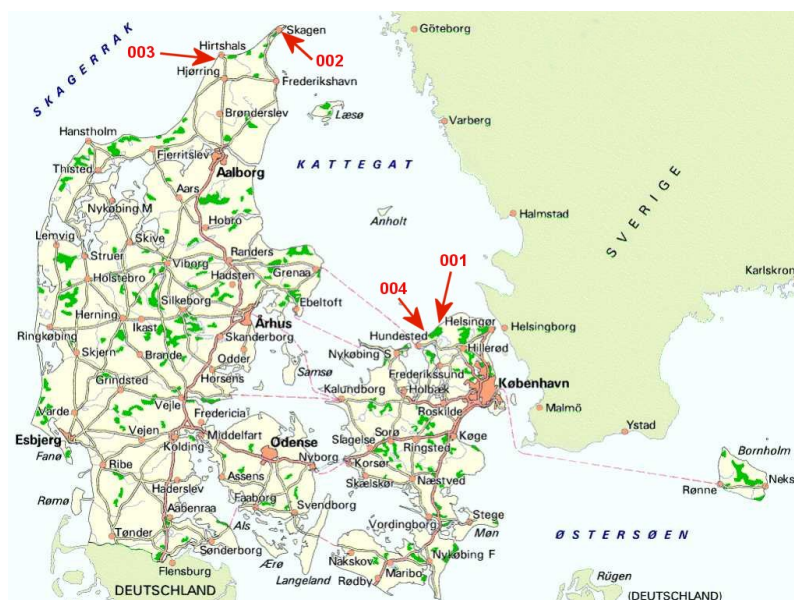 Skagen
Göteborg
003
Hirtshals
002
SKAGERRAK
Hjørring
Frederikshavn
Brønderslev
Læsø
Varberg
Hanstholm
Fjerritslev
Thisted
Aalborg
KATTEGAT
Aars
Nykøbing M
Anholt
Halmstad
SVERIGE
Hobro
Lemvig
Skive
Struer
Randers
Viborg
001
Holstebro
Hadsten
Grenaa
004
Karlskron
Silkeborg
Ebeltoft
Herning
Ikast
Århus
Helsingør
Helsingborg
Ringkøbing
Skanderborg
Hundested
Hillerød
Skjern
Brande
Odder
Samsø
Nykøbing S
Frederikssund
Horsens
København
Grindsted
Kalundborg
Holbæk
Vejle
Roskilde
Malmö
Varde
Fredericia
Ystad
Esbjerg
Vejen
Middelfart
Odense
Sorø
Køge
Kolding
Slagelse
Ringsted
Bornholm
Fanø
Nyborg
Korsør
Ribe
Assens
Skælskør
Næstved
Rønne
Neks
Haderslev
Rømø
Faaborg
Svendborg
Aabenraa
Stege
Als
Vordingborg
Møn
ØSTERSØEN
Tønder
Sønderborg
Ærø
Nakskov
Nykøbing F
Flensburg
Langeland
Maribo
Rødby
Rügen
DEUTSCHLAND
(DEUTSCHLAND)